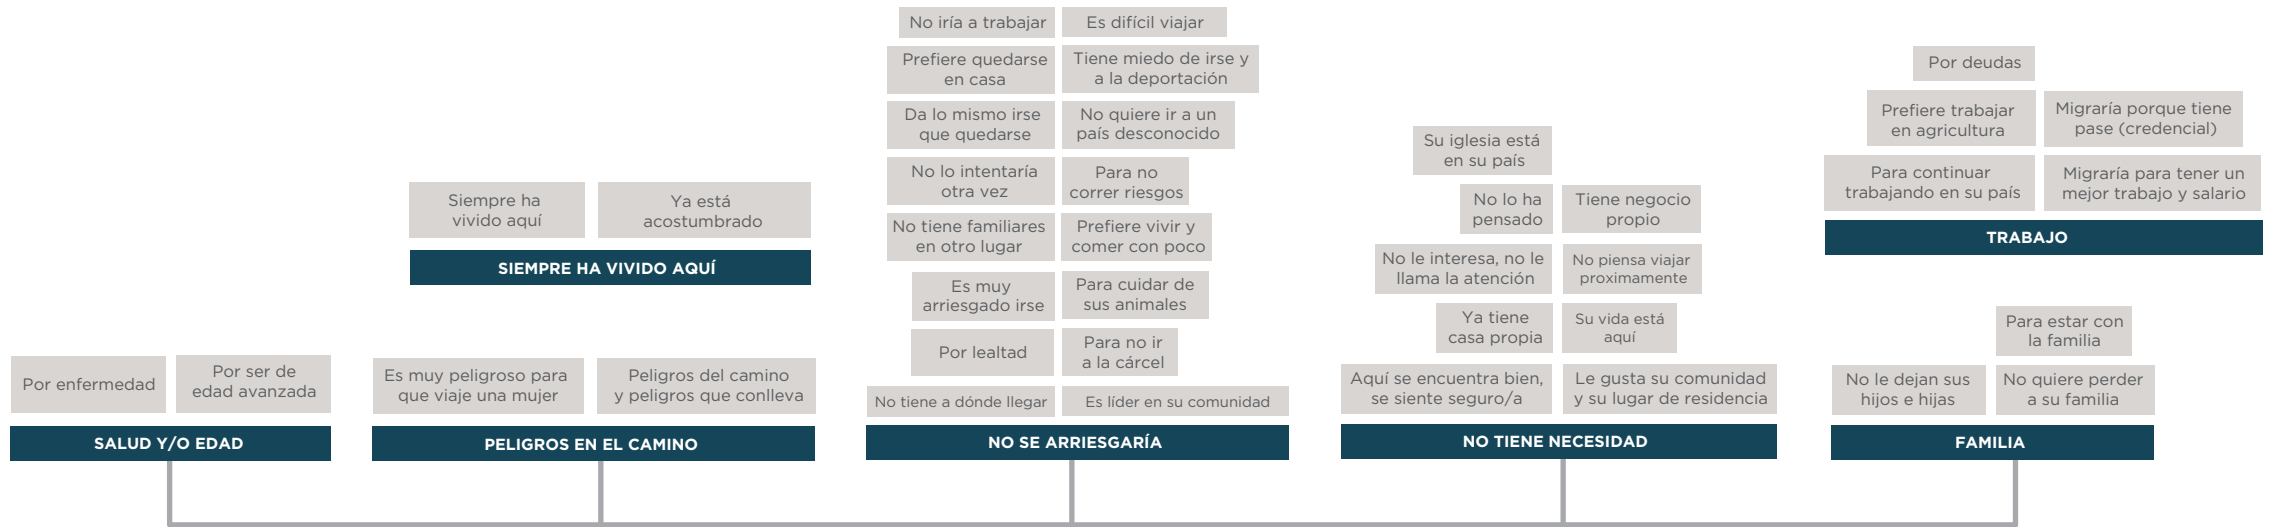 Por enfermedad
Por ser de
edad avanzada
SALUD Y/O EDAD
Siempre ha
vivido aquí
Ya está
acostumbrado
SIEMPRE HA VIVIDO AQUÍ
Es muy peligroso para
que viaje una mujer
Peligros del camino
y peligros que conlleva
PELIGROS EN EL CAMINO
No iría a trabajar
Es difícil viajar
Prefiere quedarse
en casa
Tiene miedo de irse y
a la deportación
Da lo mismo irse
que quedarse
No quiere ir a un
país desconocido
No lo intentaría
otra vez
Para no
correr riesgos
No tiene familiares
en otro lugar
Prefiere vivir y
comer con poco
Es muy
arriesgado irse
Para cuidar de
sus animales
Por lealtad
Para no ir
a la cárcel
No tiene a dónde llegar
Es líder en su comunidad
NO SE ARRIESGARÍA
Su iglesia está
en su país
No lo ha
pensado
Tiene negocio
propio
No le interesa, no le
llama la atención
No piensa viajar
proximamente
Ya tiene
casa propia
Su vida está
aquí
Aquí se encuentra bien,
se siente seguro/a
Le gusta su comunidad
y su lugar de residencia
NO TIENE NECESIDAD
Por deudas
Prefiere trabajar
en agricultura
Migraría porque tiene
pase (credencial)
Para continuar
trabajando en su país
Migraría para tener un
mejor trabajo y salario
TRABAJO
Para estar con
la familia
No le dejan sus
hijos e hijas
No quiere perder
a su familia
FAMILIA